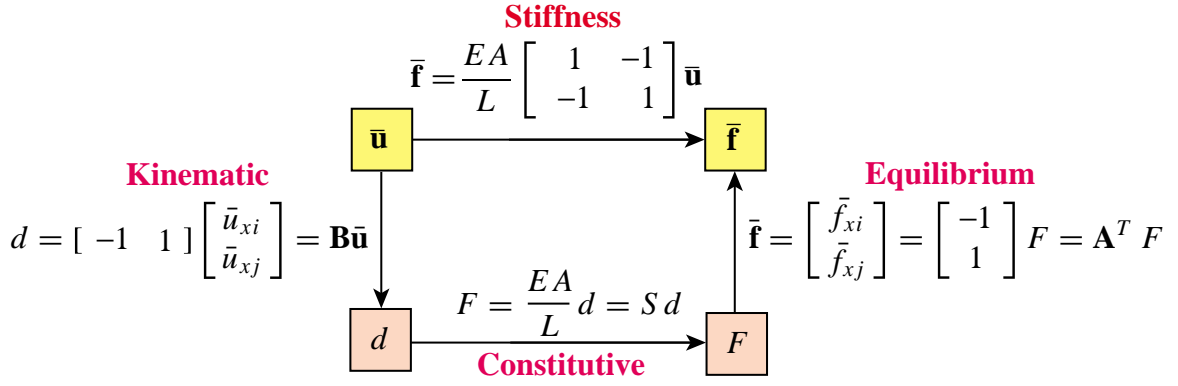 Stiffness
f̄ = EA/L [ 1 −1 ; −1 1 ] ū
ū
f̄
Kinematic
d = [ −1 1 ] [ ū_xi ; ū_xj ] = Bū
Equilibrium
f̄ = [ f̄_xi ; f̄_xj ] = [ −1 ; 1 ] F = A^T F
F = EA/L d = S d
d
F
Constitutive